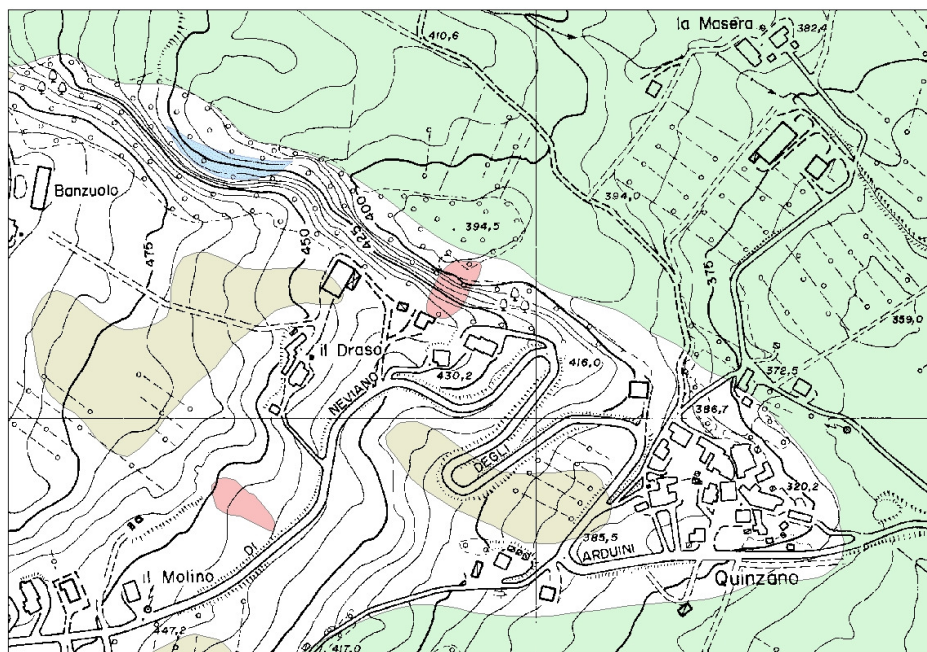 la Masera
382,4
410,6
Banzuolo
394,0
394,5
400
425
450
475
375
359,0
il Draso
NEVIANO
430,2
416,0
372,5
386,7
DEGLI
320,2
385,5
ARDUINI
DI
il Molino
Quinzano
447,2
417,0